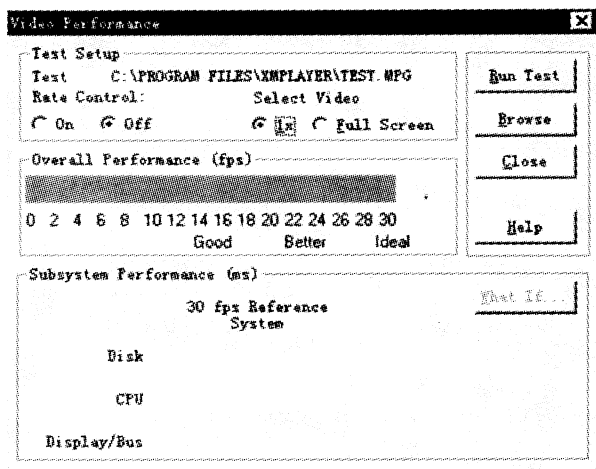 Video Performance
Test Setup
Test C:\PROGRAM FILES\XMPLAYER\TEST.MPG
Rate Control: Select Video
On Off 1x Full Screen
Run Test
Browse
Close
Help
Overall Performance (fps)
0 2 4 6 8 10 12 14 16 18 20 22 24 26 28 30
Good Better Ideal
Subsystem Performance (ms)
What If...
30 fps Reference
System
Disk
CPU
Display/Bus